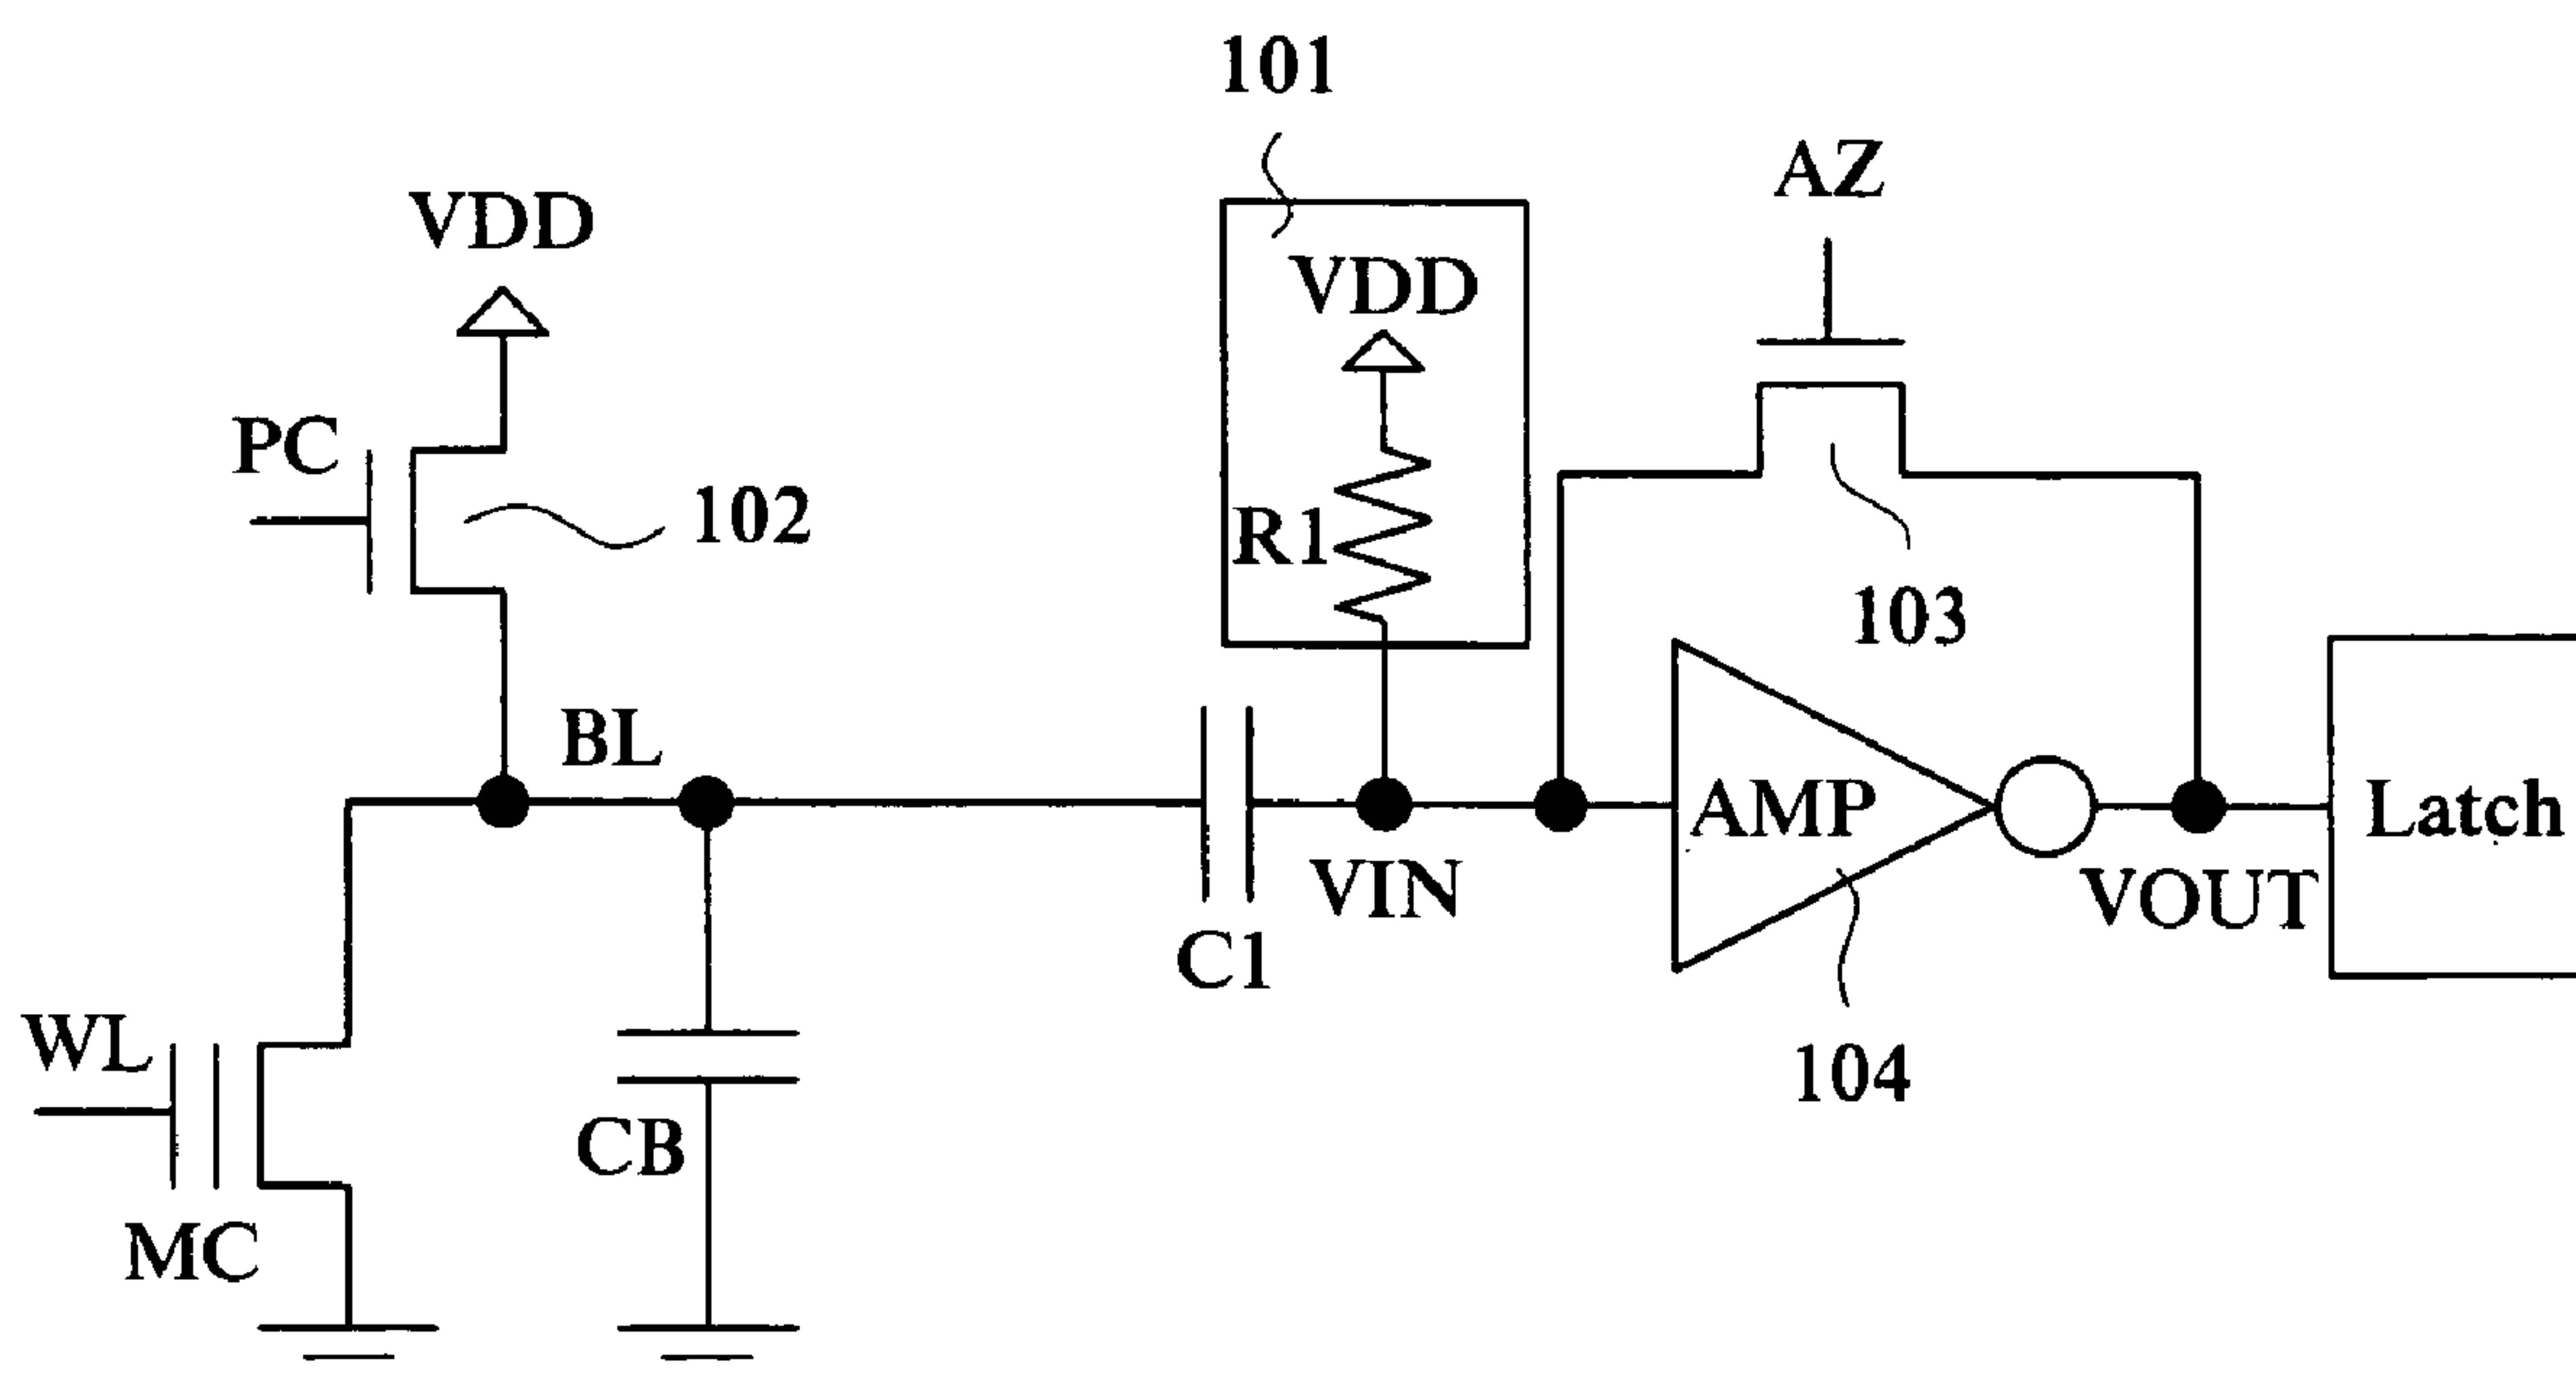 101
AZ
VDD
VDD
PC
102
R1
103
BL
AMP
Latch
VIN
VOUT
C1
WL
104
CB
MC